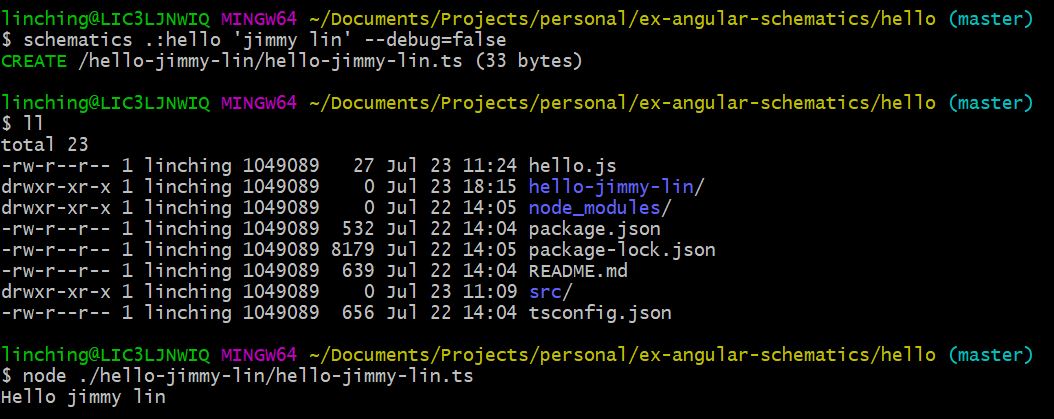 linching@LIC3LJNWIQ MINGW64 ~/Documents/Projects/personal/ex-angular-schematics/hello (master)
$ schematics .:hello 'jimmy lin' --debug=false
CREATE /hello-jimmy-lin/hello-jimmy-lin.ts (33 bytes)
linching@LIC3LJNWIQ MINGW64 ~/Documents/Projects/personal/ex-angular-schematics/hello (master)
$ ll
total 23
-rw-r--r-- 1 linching 1049089   27 Jul 23 11:24 hello.js
drwxr-xr-x 1 linching 1049089    0 Jul 23 18:15 hello-jimmy-lin/
drwxr-xr-x 1 linching 1049089    0 Jul 22 14:05 node_modules/
-rw-r--r-- 1 linching 1049089  532 Jul 22 14:04 package.json
-rw-r--r-- 1 linching 1049089 8179 Jul 22 14:05 package-lock.json
-rw-r--r-- 1 linching 1049089  639 Jul 22 14:04 README.md
drwxr-xr-x 1 linching 1049089    0 Jul 23 11:09 src/
-rw-r--r-- 1 linching 1049089  656 Jul 22 14:04 tsconfig.json
linching@LIC3LJNWIQ MINGW64 ~/Documents/Projects/personal/ex-angular-schematics/hello (master)
$ node ./hello-jimmy-lin/hello-jimmy-lin.ts
Hello jimmy lin